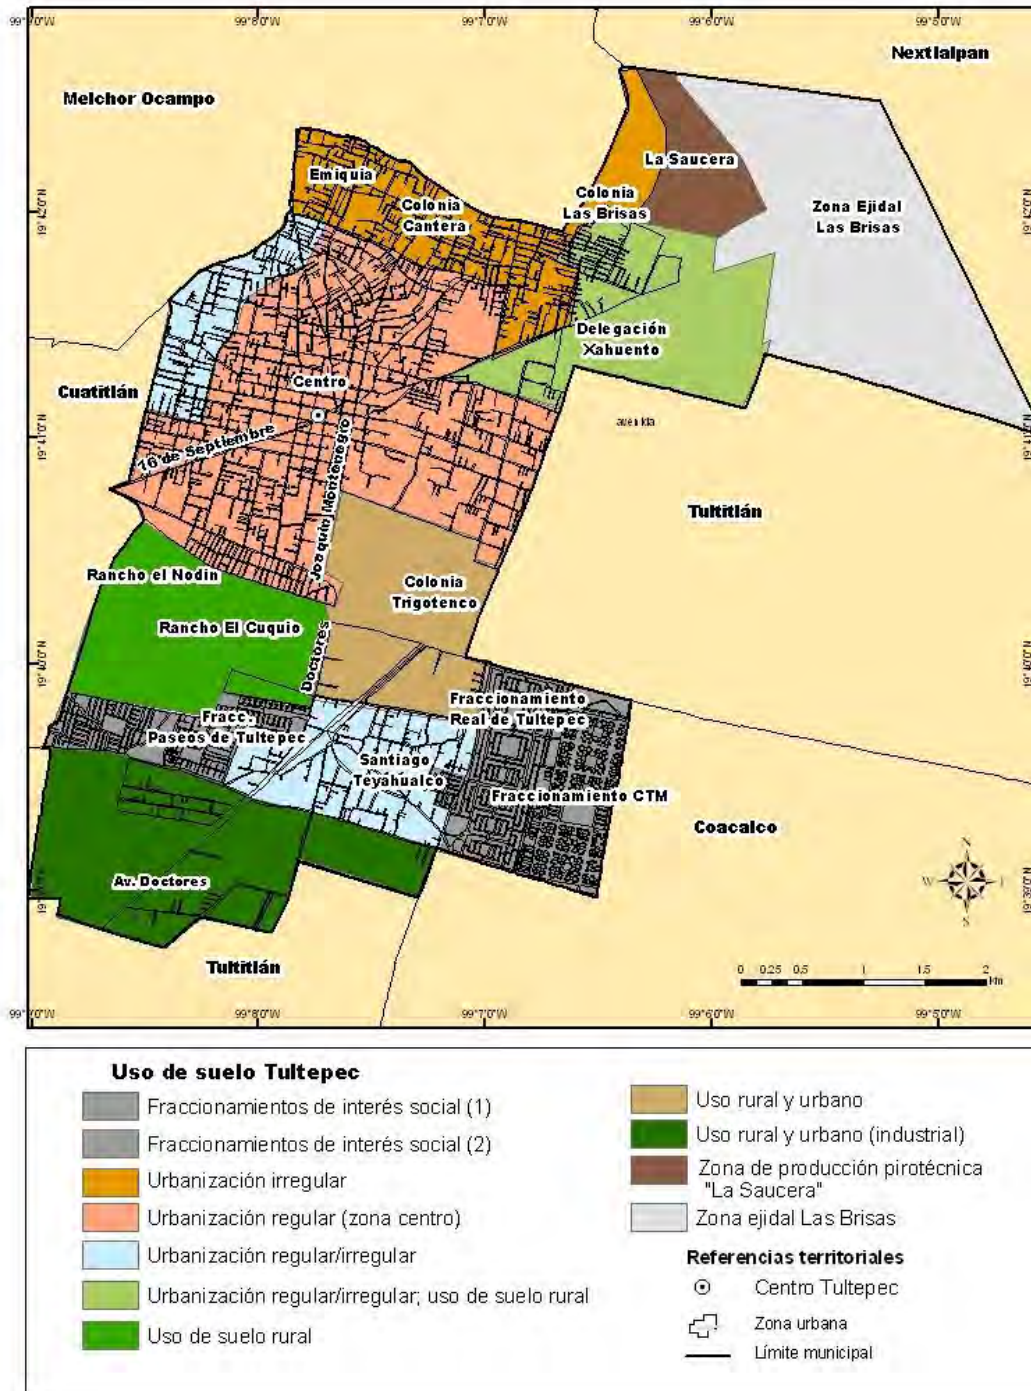 99°8'0"W
99°7'0"W
99°6'0"W
99°5'0"W
Nextlalpan
Melchor Ocampo
La Saucera
Emiquia
Colonia
Cantera
Colonia
Las Brisas
Zona Ejidal
Las Brisas
Delegación
Xahuento
Centro
Cuatitlán
avenida
16 de Septiembre
Joaquín Montenegro
Tultitlán
Rancho el Nodin
Colonia
Trigotenco
Rancho El Cuquio
Doctores
Fraccionamiento
Real de Tultepec
Fracc.
Paseos de Tultepec
Santiago
Teyahualco
Fraccionamiento CTM
Coacalco
Av. Doctores
N
W
S
Tultitlán
0 0.25 0.5 1 1.5 2
km
99°8'0"W
99°7'0"W
99°6'0"W
99°5'0"W
Uso de suelo Tultepec
Fraccionamientos de interés social (1)
Fraccionamientos de interés social (2)
Urbanización irregular
Urbanización regular (zona centro)
Urbanización regular/irregular
Urbanización regular/irregular; uso de suelo rural
Uso de suelo rural
Uso rural y urbano
Uso rural y urbano (industrial)
Zona de producción pirotécnica
"La Saucera"
Zona ejidal Las Brisas
Referencias territoriales
Centro Tultepec
Zona urbana
Límite municipal